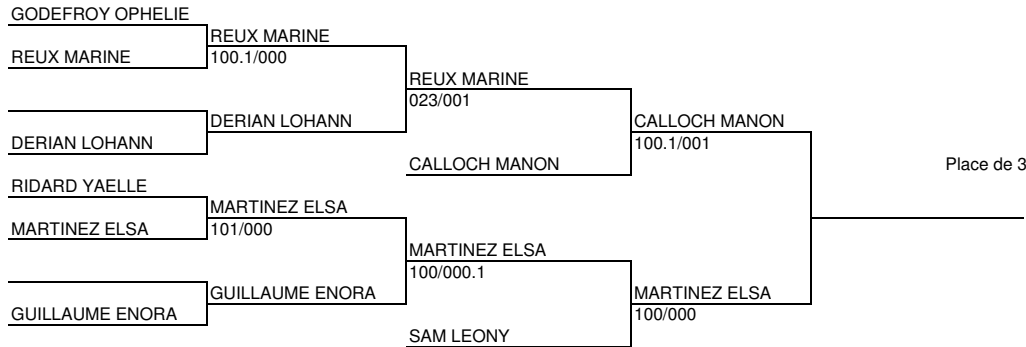 GODEFROY OPHELIE
REUX MARINE
REUX MARINE
100.1/000
REUX MARINE
023/001
DERIAN LOHANN
DERIAN LOHANN
CALLOCH MANON
100.1/001
CALLOCH MANON
Place de 3
RIDARD YAELLE
MARTINEZ ELSA
MARTINEZ ELSA
101/000
MARTINEZ ELSA
100/000.1
GUILLAUME ENORA
MARTINEZ ELSA
100/000
GUILLAUME ENORA
SAM LEONY